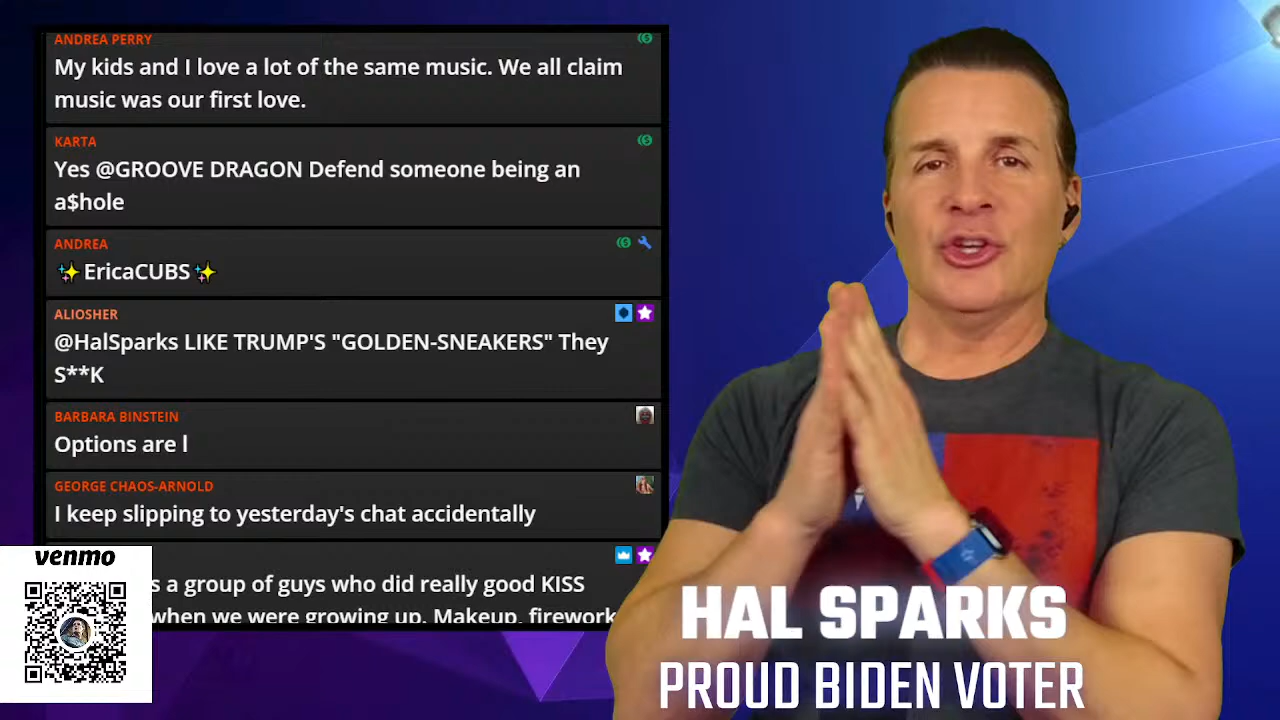 ANDREA PERRY
My kids and I love a lot of the same music. We all claim
music was our first love.
KARTA
Yes @GROOVE DRAGON Defend someone being an
a$hole
ANDREA
✨EricaCUBS✨
ALIOSHER
@HalSparks LIKE TRUMP'S "GOLDEN-SNEAKERS" They
S**K
BARBARA BINSTEIN
Options are l
GEORGE CHAOS-ARNOLD
I keep slipping to yesterday's chat accidentally
s a group of guys who did really good KISS
when we were growing up. Makeup, firework
venmo
HAL SPARKS
PROUD BIDEN VOTER